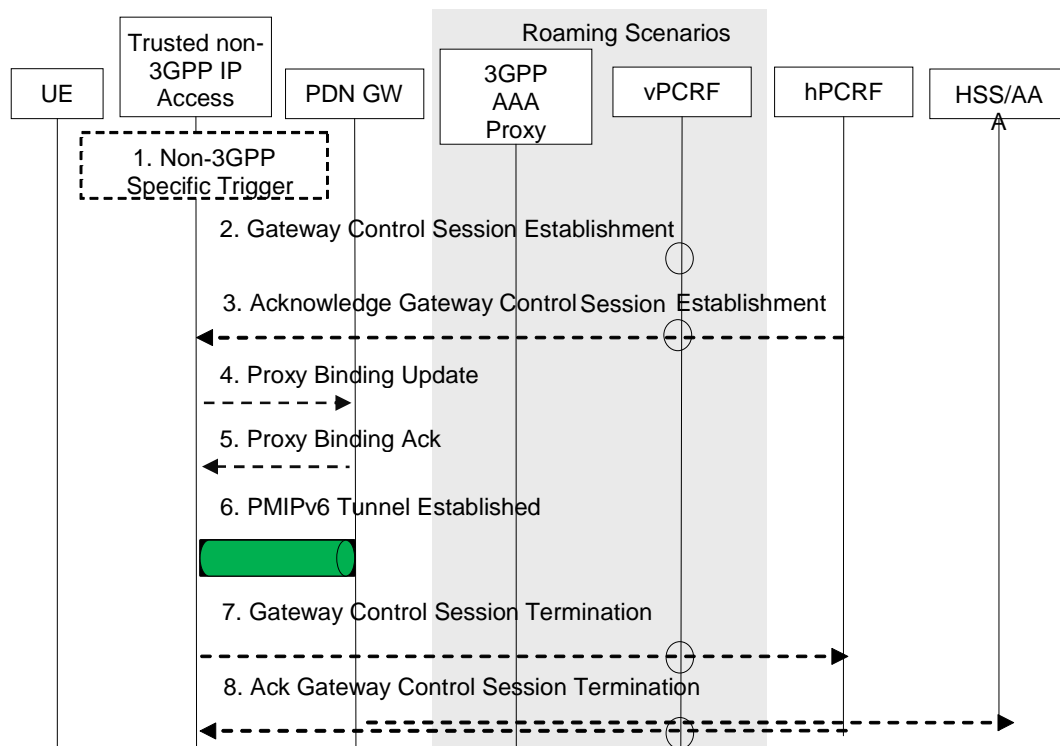 Roaming Scenarios
UE
Trusted non-
3GPP IP
Access
PDN GW
3GPP
AAA
Proxy
vPCRF
hPCRF
HSS/AA
A
1. Non-3GPP
Specific Trigger
2. Gateway Control Session Establishment
3. Acknowledge Gateway Control Session Establishment
4. Proxy Binding Update
5. Proxy Binding Ack
6. PMIPv6 Tunnel Established
7. Gateway Control Session Termination
8. Ack Gateway Control Session Termination